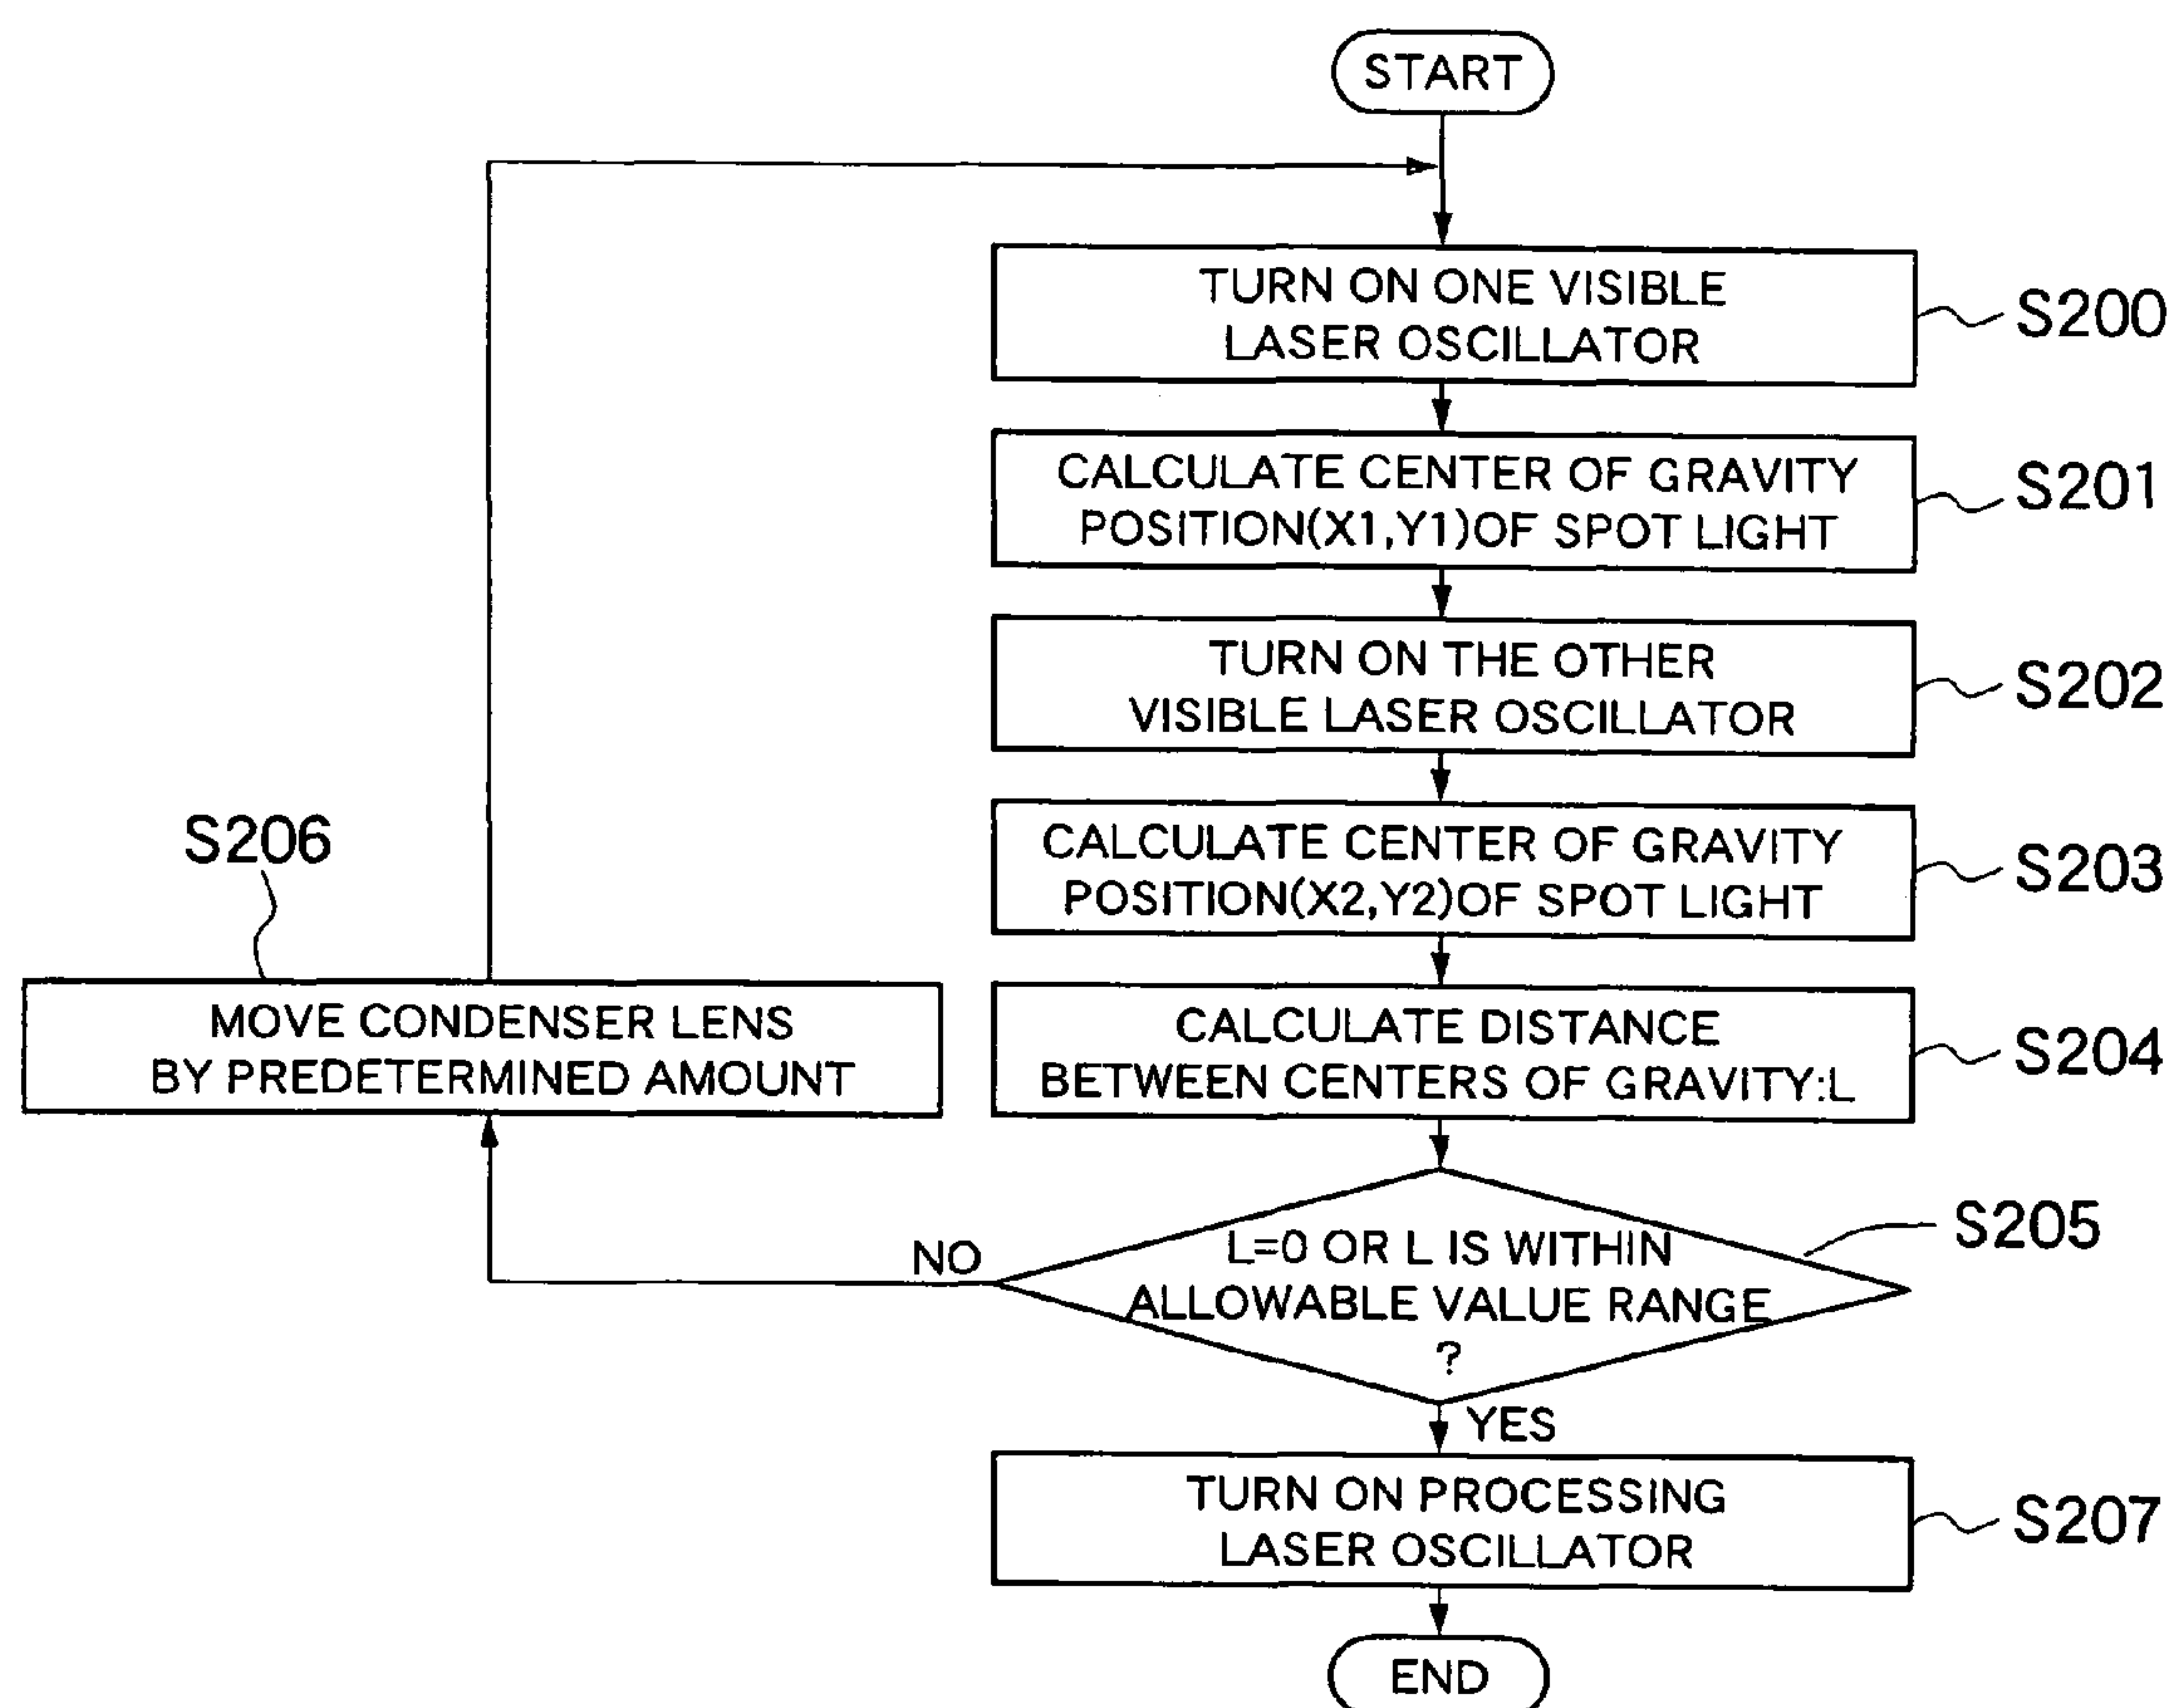 START
TURN ON ONE VISIBLE
LASER OSCILLATOR
S200
CALCULATE CENTER OF GRAVITY
POSITION(X1,Y1)OF SPOT LIGHT
S201
TURN ON THE OTHER
VISIBLE LASER OSCILLATOR
S202
CALCULATE CENTER OF GRAVITY
POSITION(X2,Y2)OF SPOT LIGHT
S203
S206
MOVE CONDENSER LENS
BY PREDETERMINED AMOUNT
CALCULATE DISTANCE
BETWEEN CENTERS OF GRAVITY:L
S204
L=0 OR L IS WITHIN
ALLOWABLE VALUE RANGE
?
S205
NO
YES
TURN ON PROCESSING
LASER OSCILLATOR
S207
END